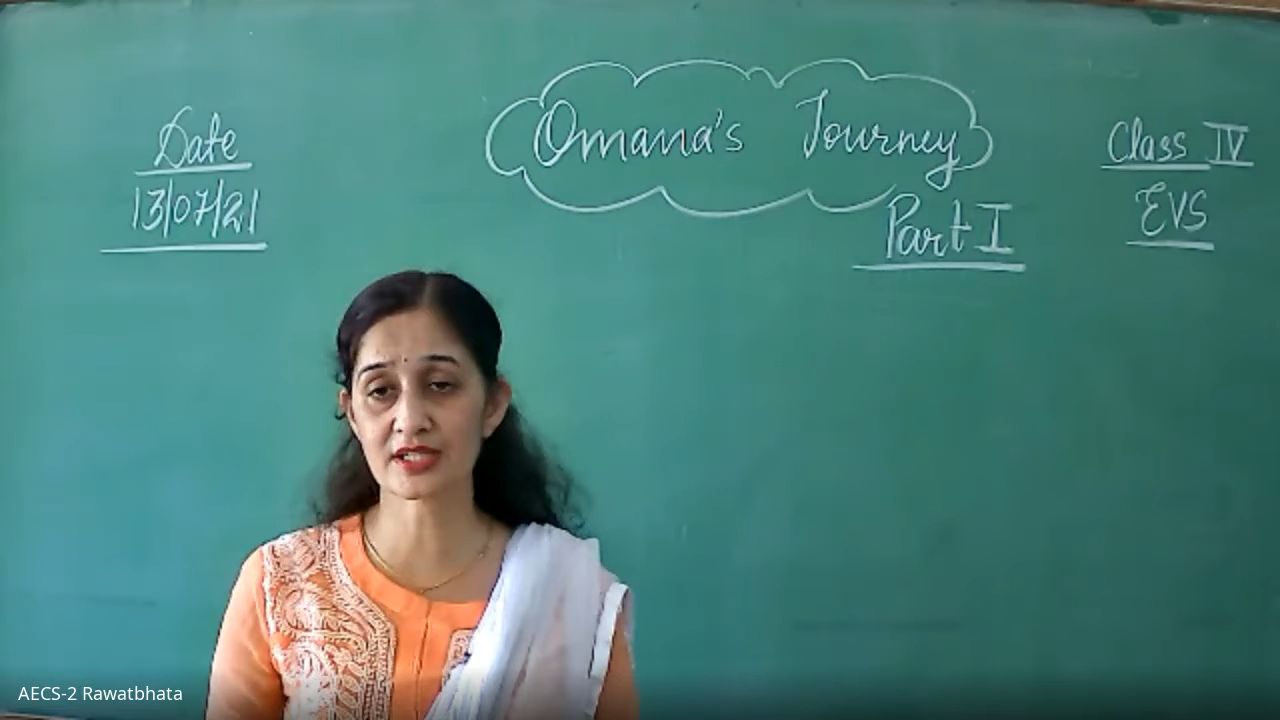 Date
13/07/21
Omana's Journey
Part I
Class IV
EVS
AECS-2 Rawatbhata